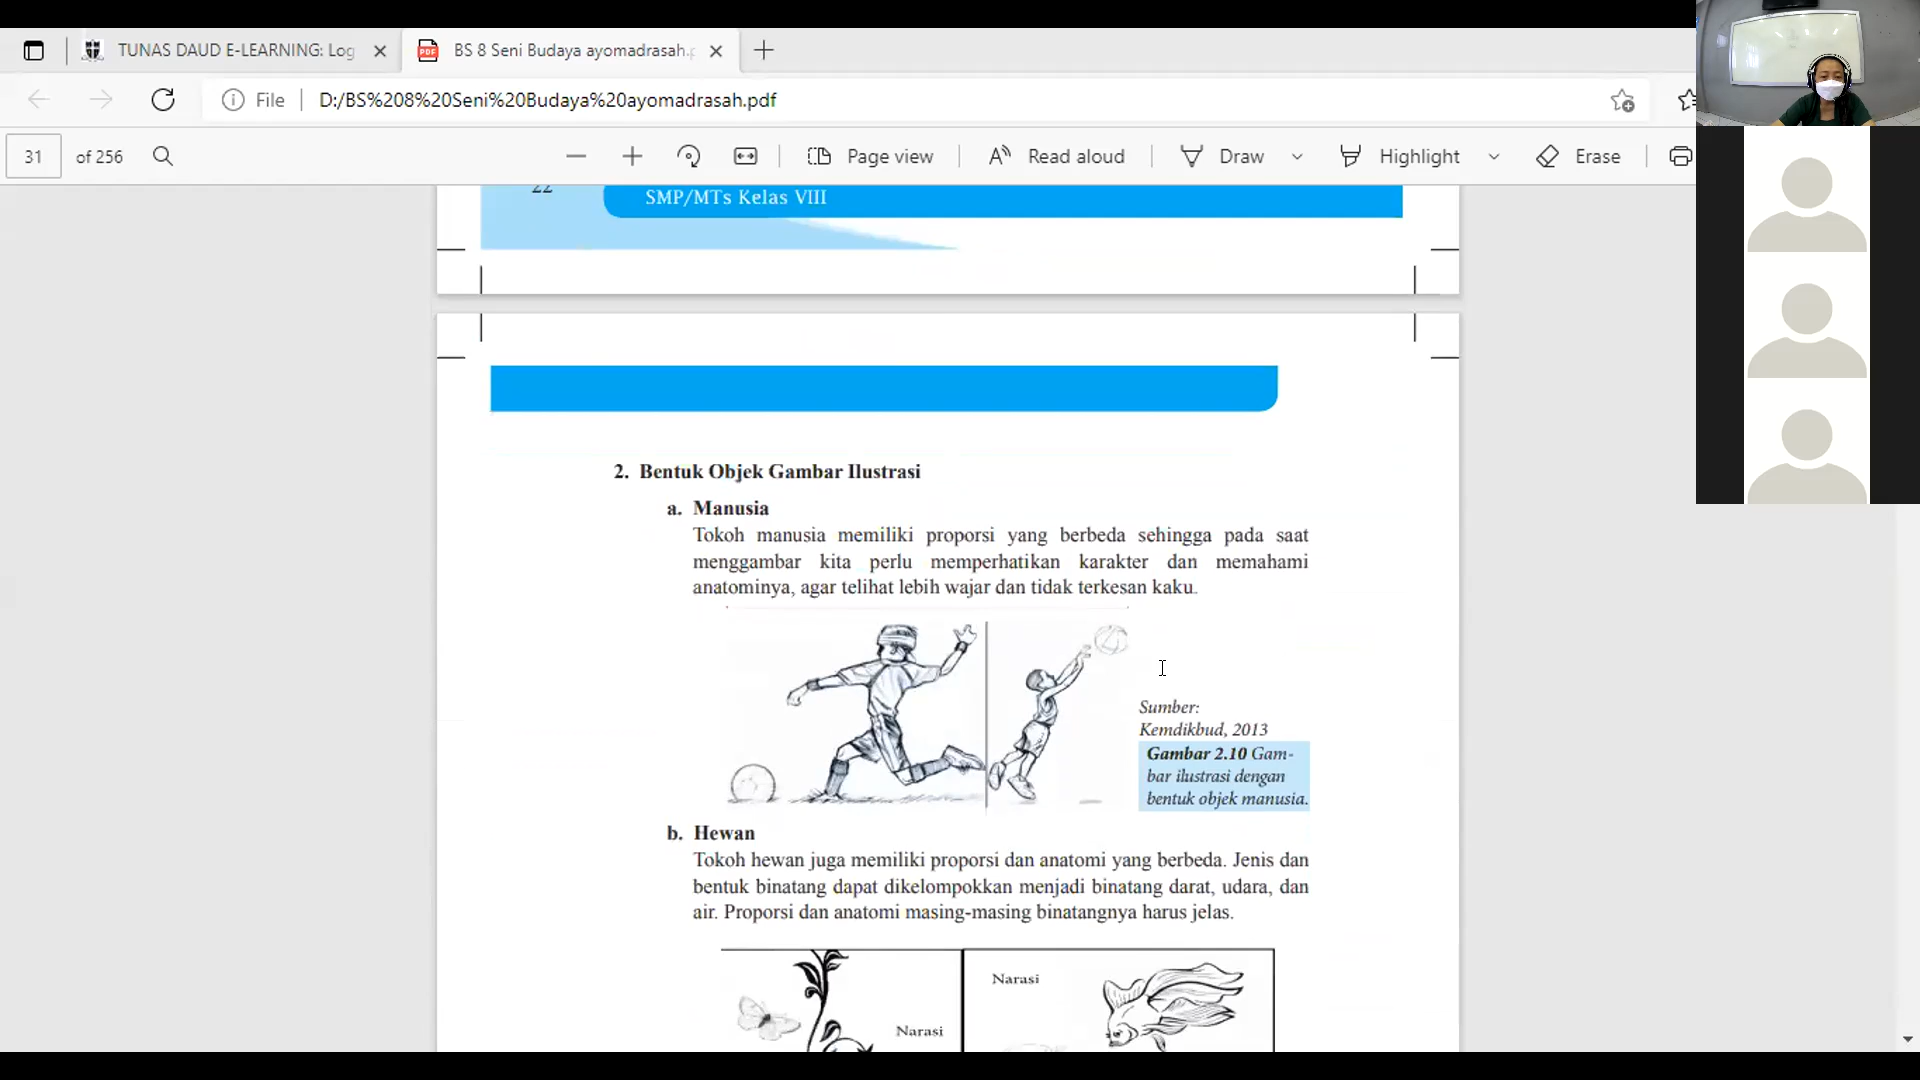 TUNAS DAUD E-LEARNING: Log
BS 8 Seni Budaya ayomadrasah.p
File
D:/BS%208%20Seni%20Budaya%20ayomadrasah.pdf
31
of 256
Page view
Read aloud
Draw
Highlight
Erase
22
SMP/MTs Kelas VIII
2. Bentuk Objek Gambar Ilustrasi
a. Manusia
Tokoh manusia memiliki proporsi yang berbeda sehingga pada saat
menggambar kita perlu memperhatikan karakter dan memahami
anatominya, agar telihat lebih wajar dan tidak terkesan kaku.
Sumber:
Kemdikbud, 2013
Gambar 2.10 Gam-
bar ilustrasi dengan
bentuk objek manusia.
b. Hewan
Tokoh hewan juga memiliki proporsi dan anatomi yang berbeda. Jenis dan
bentuk binatang dapat dikelompokkan menjadi binatang darat, udara, dan
air. Proporsi dan anatomi masing-masing binatangnya harus jelas.
Narasi
Narasi